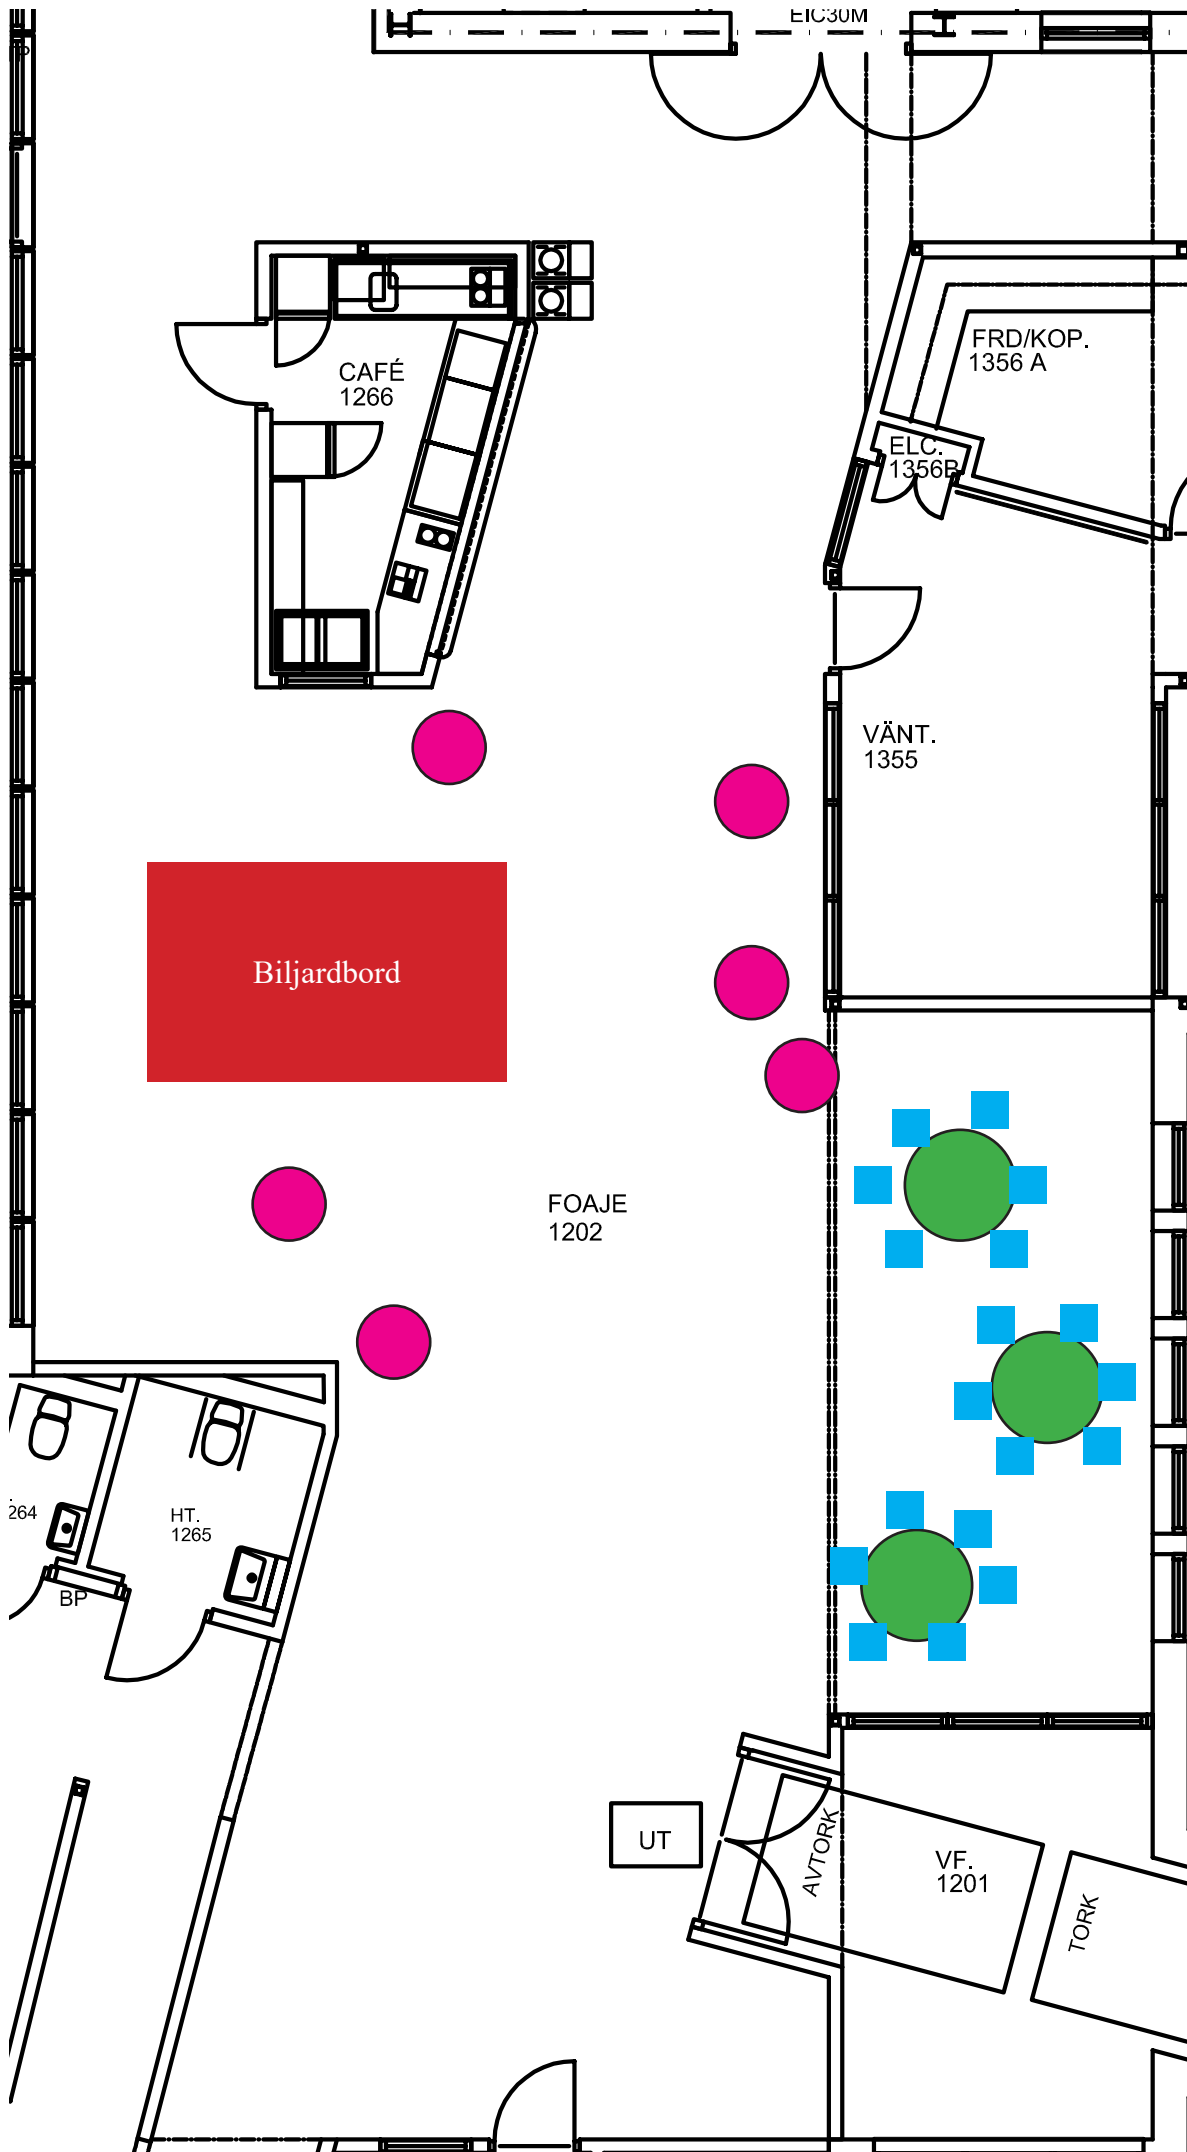 EIC30M
FRD/KOP.
1356 A
CAFÉ
1266
ELC.
1356B
VÄNT.
1355
Biljardbord
FOAJE
1202
264
HT.
1265
BP
UT
AVTORK
VF.
1201
TORK